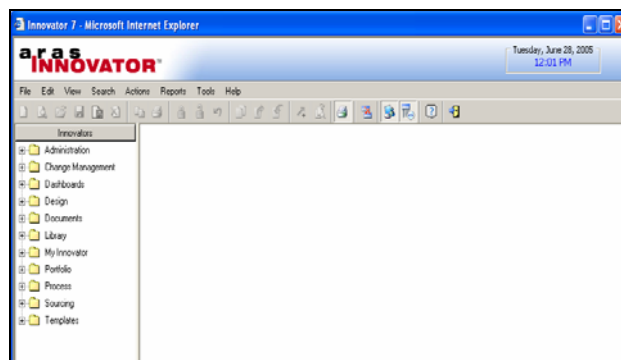 Innovator 7 - Microsoft Internet Explorer
aras
INNOVATOR
Tuesday, June 28, 2005
12:01 PM
File Edit View Search Actions Reports Tools Help
Innovators
Administration
Change Management
Dashboards
Design
Documents
Library
My Innovator
Portfolio
Process
Sourcing
Templates